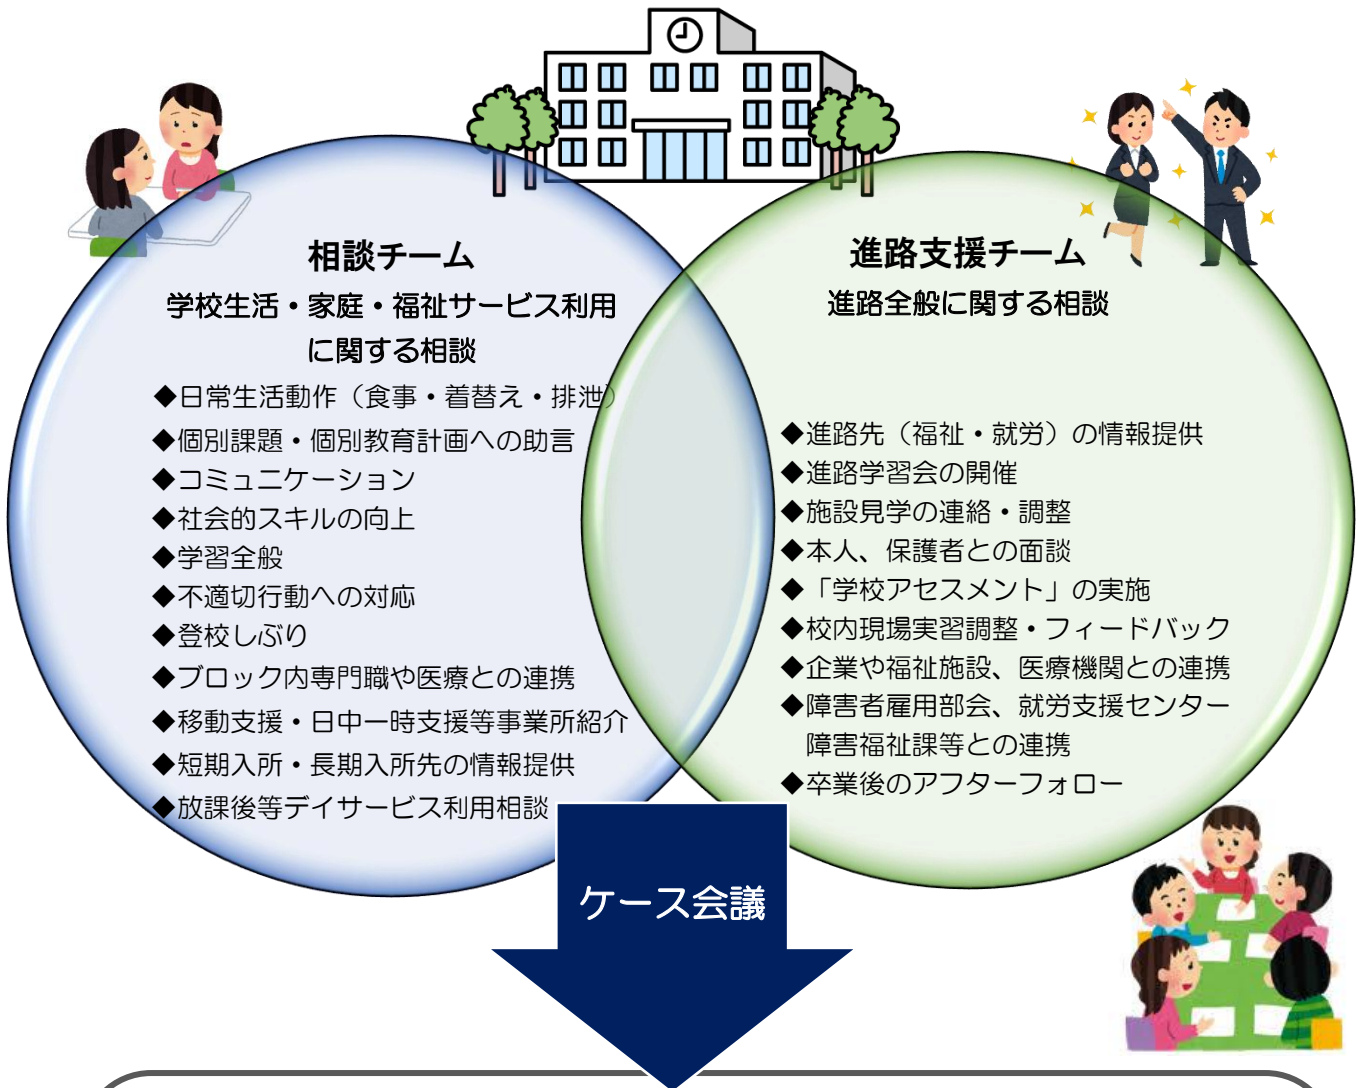 相談チーム
学校生活・家庭・福祉サービス利用
に関する相談
◆日常生活動作（食事・着替え・排泄）
◆個別課題・個別教育計画への助言
◆コミュニケーション
◆社会的スキルの向上
◆学習全般
◆不適切行動への対応
◆登校しぶり
◆ブロック内専門職や医療との連携
◆移動支援・日中一時支援等事業所紹介
◆短期入所・長期入所先の情報提供
◆放課後等デイサービス利用相談
進路支援チーム
進路全般に関する相談
◆進路先（福祉・就労）の情報提供
◆進路学習会の開催
◆施設見学の連絡・調整
◆本人、保護者との面談
◆「学校アセスメント」の実施
◆校内現場実習調整・フィードバック
◆企業や福祉施設、医療機関との連携
◆障害者雇用部会、就労支援センター
障害福祉課等との連携
◆卒業後のアフターフォロー
ケース会議